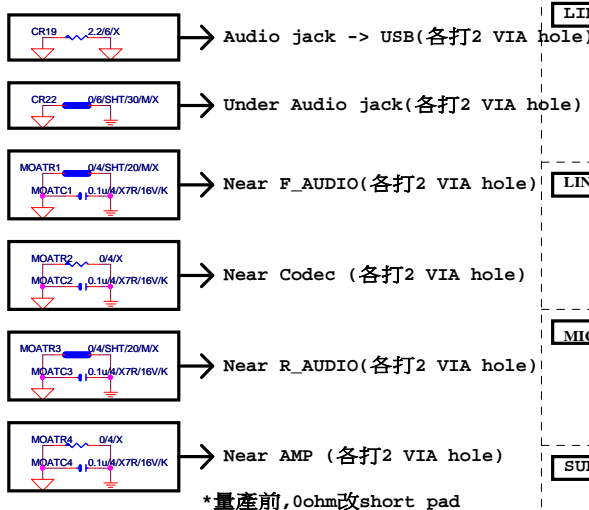 CR19 2.2/6/X
Audio jack -> USB(各打2 VIA hole)
CR22 0/6/SHT/30/M/X
Under Audio jack(各打2 VIA hole)
MOATR1 0/4/SHT/20/M/X
MOATC1 0.1u/4/X7R/16V/K
Near F_AUDIO(各打2 VIA hole)
MOATR2 0/4/X
MOATC2 0.1u/4/X7R/16V/K
Near Codec (各打2 VIA hole)
MOATR3 0/4/SHT/20/M/X
MOATC3 0.1u/4/X7R/16V/K
Near R_AUDIO(各打2 VIA hole)
MOATR4 0/4/X
MOATC4 0.1u/4/X7R/16V/K
Near AMP (各打2 VIA hole)
*量產前,0ohm改short pad
LIN
MIC